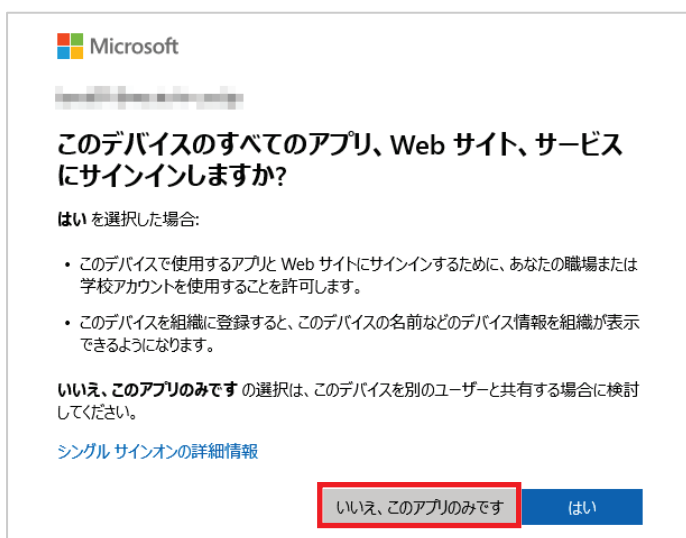 Microsoft
このデバイスのすべてのアプリ、Web サイト、サービス
にサインインしますか?
はい を選択した場合:
• このデバイスで使用するアプリと Web サイトにサインインするために、あなたの職場または
学校アカウントを使用することを許可します。
• このデバイスを組織に登録すると、このデバイスの名前などのデバイス情報を組織が表示
できるようになります。
いいえ、このアプリのみです の選択は、このデバイスを別のユーザーと共有する場合に検討
してください。
シングル サインオンの詳細情報
いいえ、このアプリのみです はい